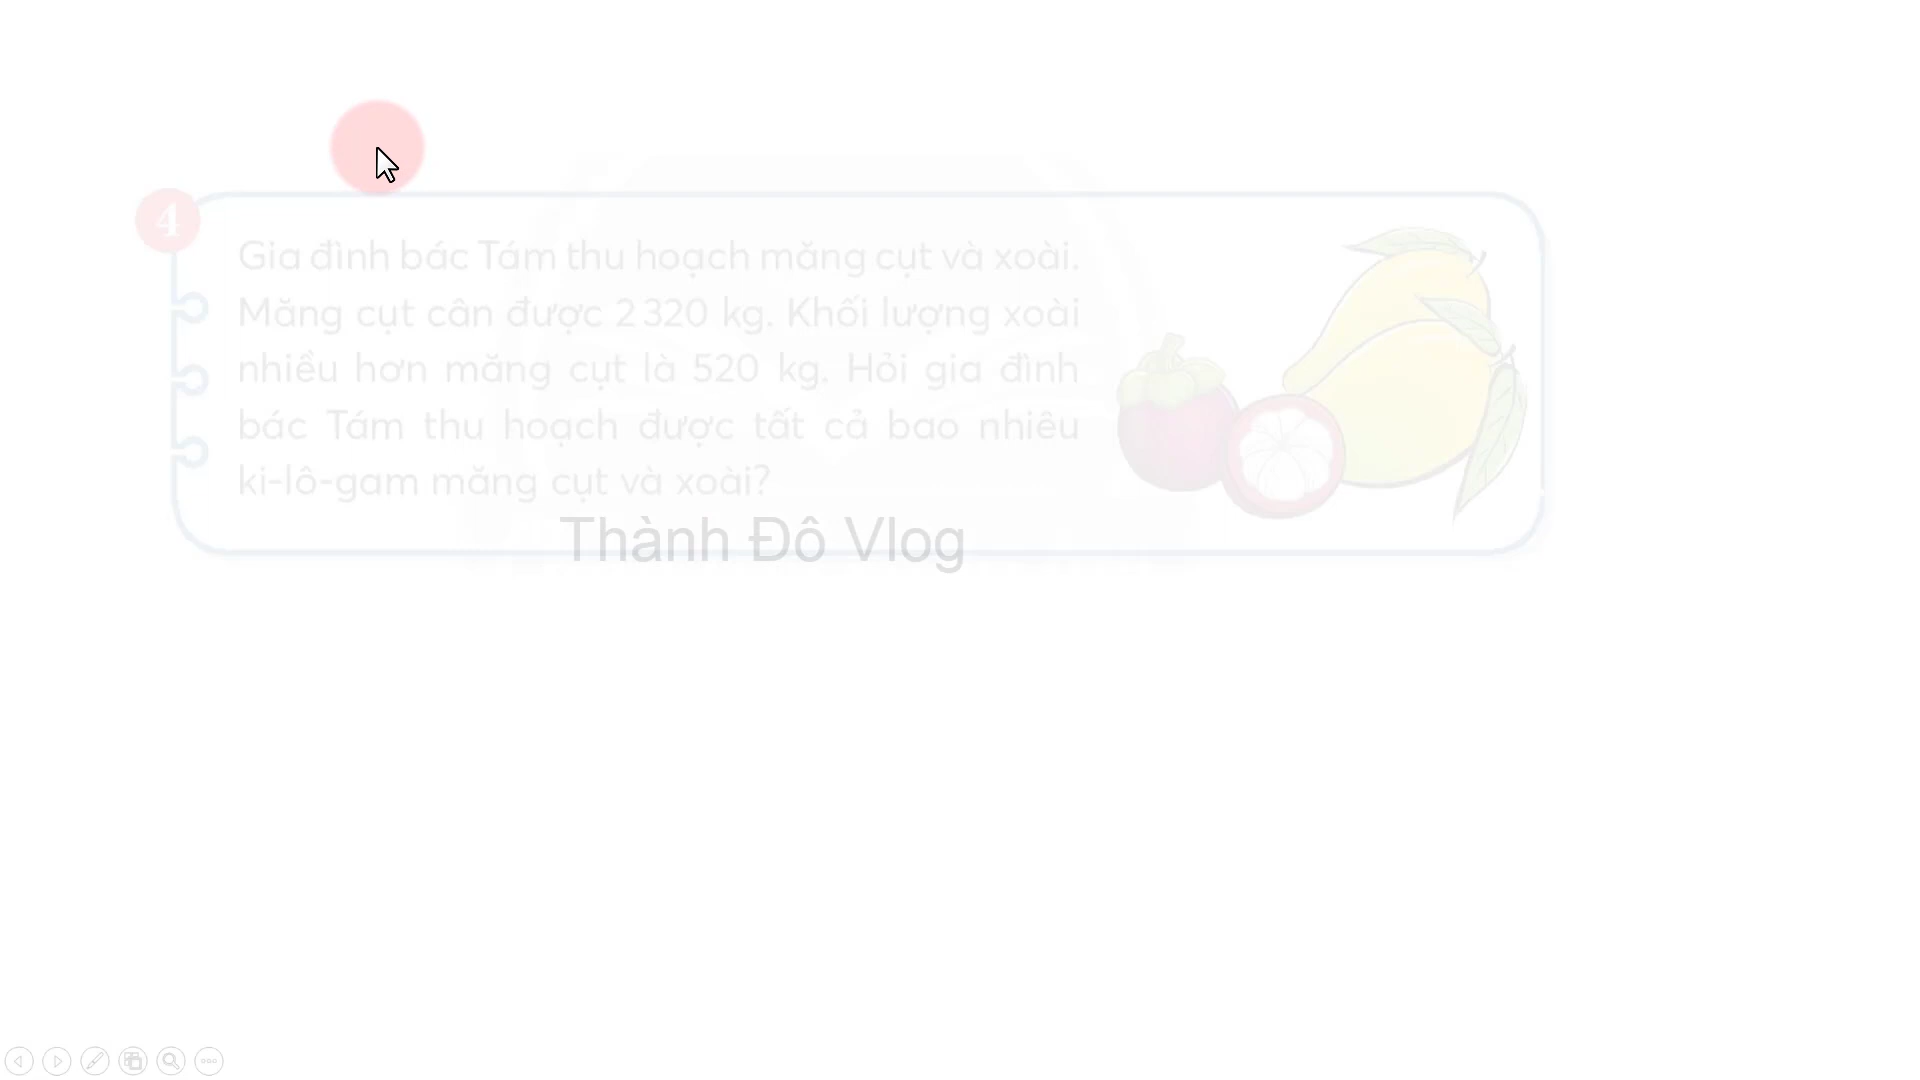 4
Gia đình bác Tám thu hoạch măng cụt và xoài.
Măng cụt cân được 2 320 kg. Khối lượng xoài
nhiều hơn măng cụt là 520 kg. Hỏi gia đình
bác Tám thu hoạch được tất cả bao nhiêu
ki-lô-gam măng cụt và xoài?
Thành Đô Vlog